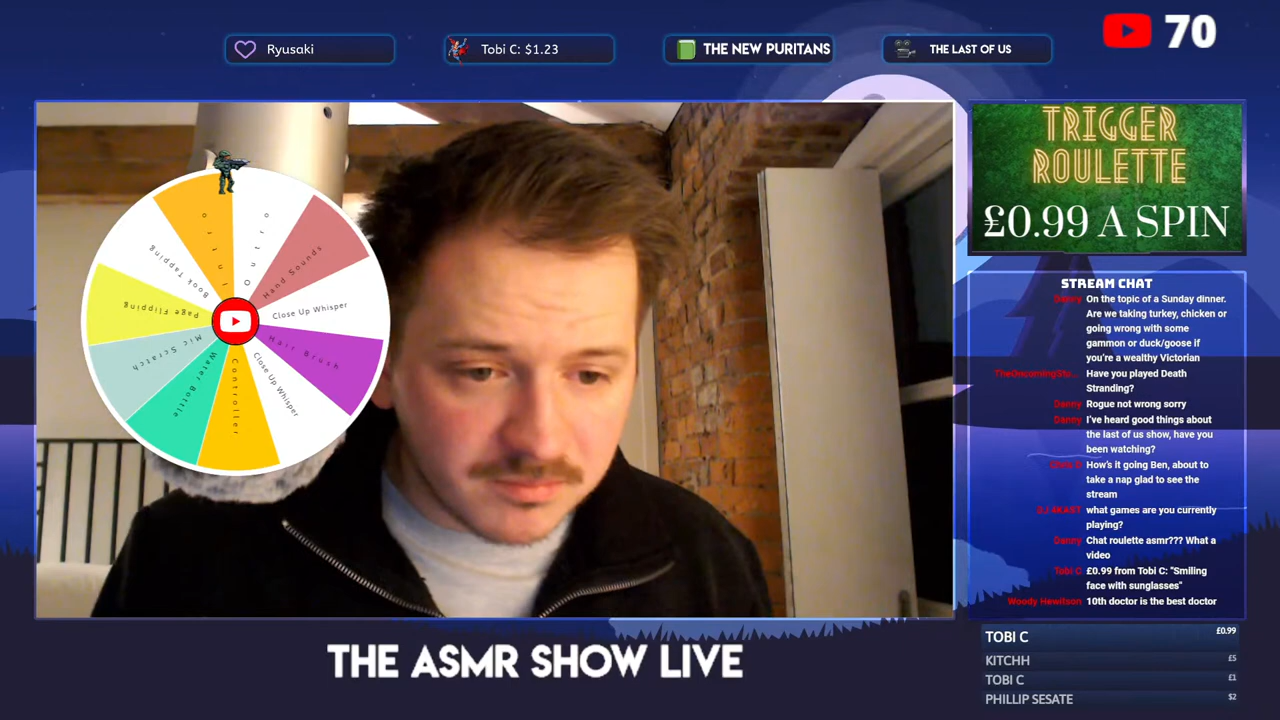 Ryusaki
Tobi C: $1.23
THE NEW PURITANS
THE LAST OF US
70
TRIGGER
ROULETTE
£0.99 A SPIN
Hand Sounds
Close Up Whisper
Hair Brush
Close Up Whisper
Controller
Water Bottle
Mic Scratch
Page Flipping
Book Tapping
STREAM CHAT
Danny On the topic of a Sunday dinner.
Are we taking turkey, chicken or
going wrong with some
gammon or duck/goose if
you're a wealthy Victorian
TheOncomingSto... Have you played Death
Stranding?
Danny Rogue not wrong sorry
Danny I've heard good things about
the last of us show, have you
been watching?
How's it going Ben, about to
take a nap glad to see the
stream
what games are you currently
playing?
Danny Chat roulette asmr??? What a
video
Tobi C £0.99 from Tobi C: "Smiling
face with sunglasses"
Woody Hewitson 10th doctor is the best doctor
TOBI C £0.99
KITCHH £5
TOBI C £1
PHILLIP SESATE $2
THE ASMR SHOW LIVE